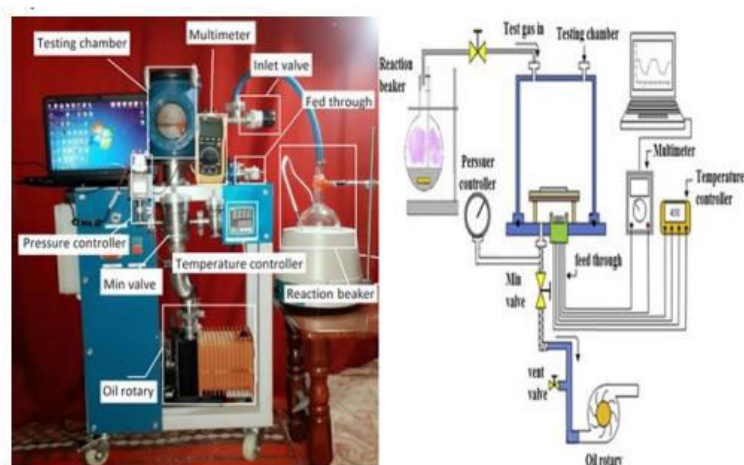 Testing chamber
Multimeter
Inlet valve
Fed through
Pressure controller
Min valve
Temperature controller
Reaction beaker
Oil rotary
Test gas in
Testing chamber
Reaction
beaker
Perssuer
controller
Multimeter
Temperature
controller
450
feed through
Min
valve
vent
valve
Oil rotary